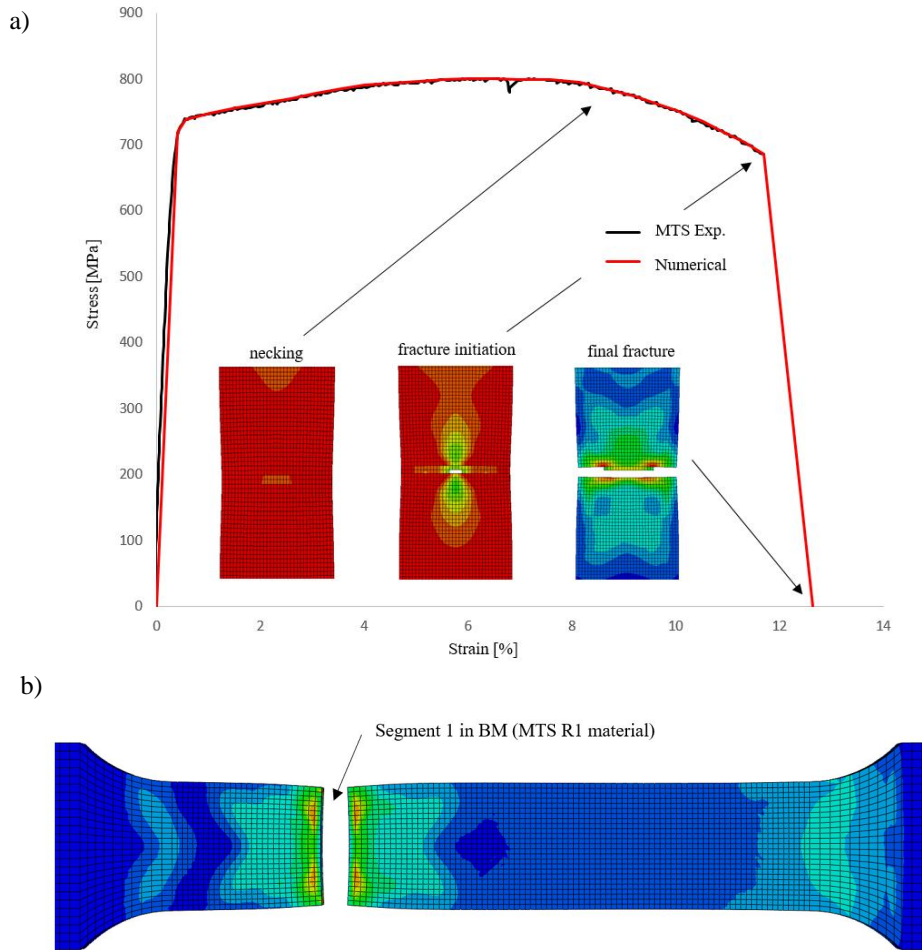 a)
900
800
700
600
500
400
300
200
100
0
Stress [MPa]
MTS Exp.
Numerical
necking
fracture initiation
final fracture
0 2 4 6 8 10 12 14
Strain [%]
b)
Segment 1 in BM (MTS R1 material)